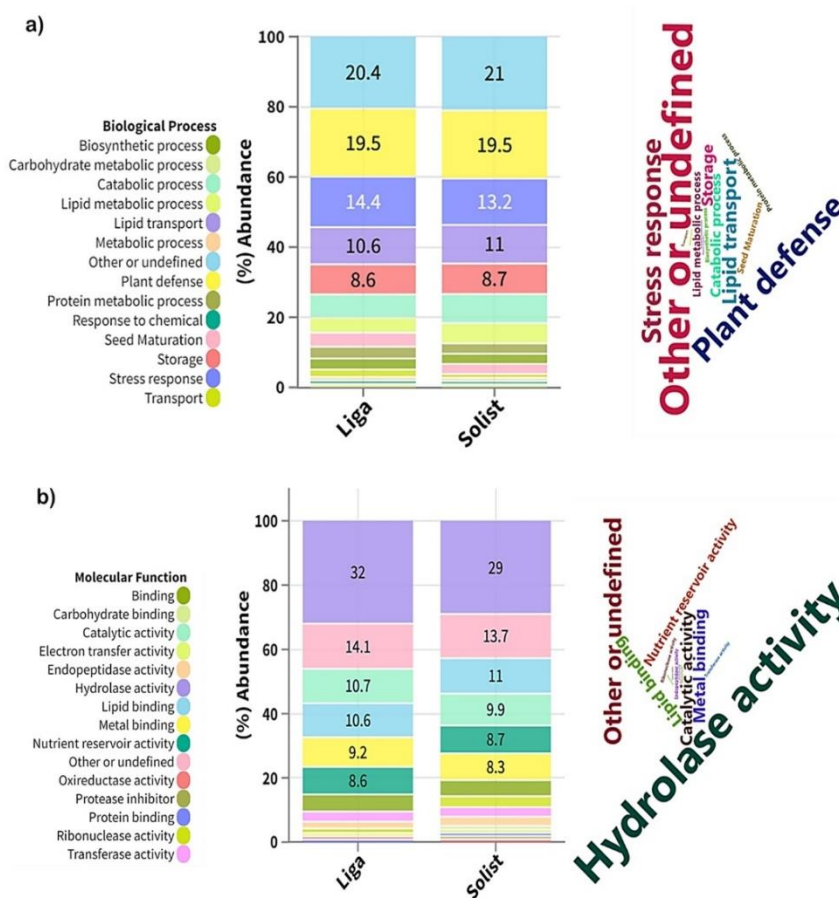 a)
Biological Process
Biosynthetic process
Carbohydrate metabolic process
Catabolic process
Lipid metabolic process
Lipid transport
Metabolic process
Other or undefined
Plant defense
Protein metabolic process
Response to chemical
Seed Maturation
Storage
Stress response
Transport
(%) Abundance
100
80
60
40
20
0
20.4
19.5
14.4
10.6
8.6
21
19.5
13.2
11
8.7
Liga
Solist
Stress response
Other or undefined
Lipid metabolic process
Storage
Catabolic process
Lipid transport
Seed Maturation
Protein metabolic process
Plant defense
b)
Molecular Function
Binding
Carbohydrate binding
Catalytic activity
Electron transfer activity
Endopeptidase activity
Hydrolase activity
Lipid binding
Metal binding
Nutrient reservoir activity
Other or undefined
Oxireductase activity
Protease inhibitor
Protein binding
Ribonuclease activity
Transferase activity
(%) Abundance
100
80
60
40
20
0
32
14.1
10.7
10.6
9.2
8.6
29
13.7
11
9.9
8.7
8.3
Liga
Solist
Other or undefined
Lipid binding
Nutrient reservoir activity
Catalytic activity
Metal binding
Hydrolase activity